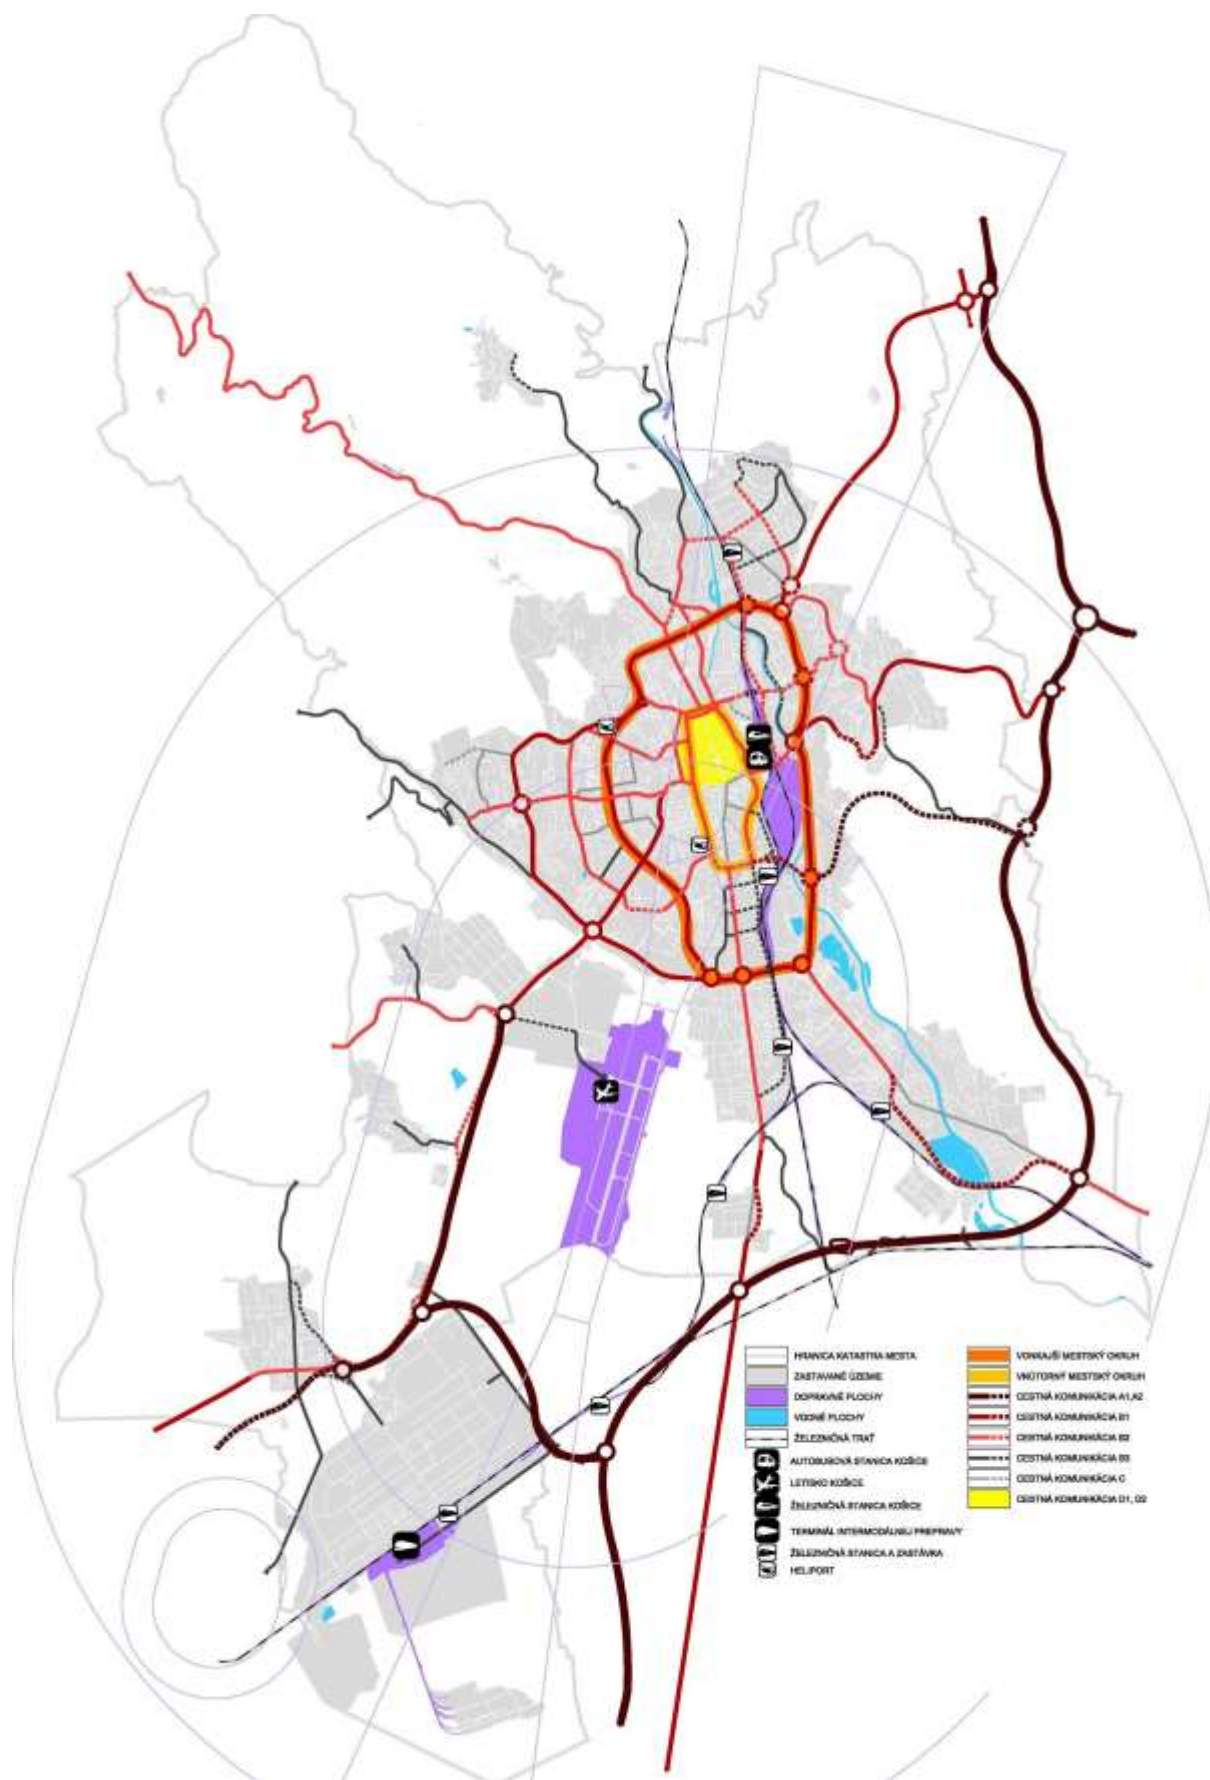 HRANICA KATASTRA MESTA
ZASTAVANÉ ÚZEMIE
DOPRAVNÉ PLOCHY
VODNÉ PLOCHY
ŽELEZNIČNÁ TRAŤ
AUTOBUSOVÁ STANICA KOŠICE
LETISKO KOŠICE
ŽELEZNIČNÁ STANICA KOŠICE
TERMINÁL INTERMODÁLNEJ PREPRAVY
ŽELEZNIČNÁ STANICA A ZASTÁVKA
HELIPORT
VONKAJŠÍ MESTSKÝ OKRUH
VNÚTORNÝ MESTSKÝ OKRUH
CESTNÁ KOMUNIKÁCIA A1,A2
CESTNÁ KOMUNIKÁCIA B1
CESTNÁ KOMUNIKÁCIA B2
CESTNÁ KOMUNIKÁCIA B3
CESTNÁ KOMUNIKÁCIA C
CESTNÁ KOMUNIKÁCIA D1, D2